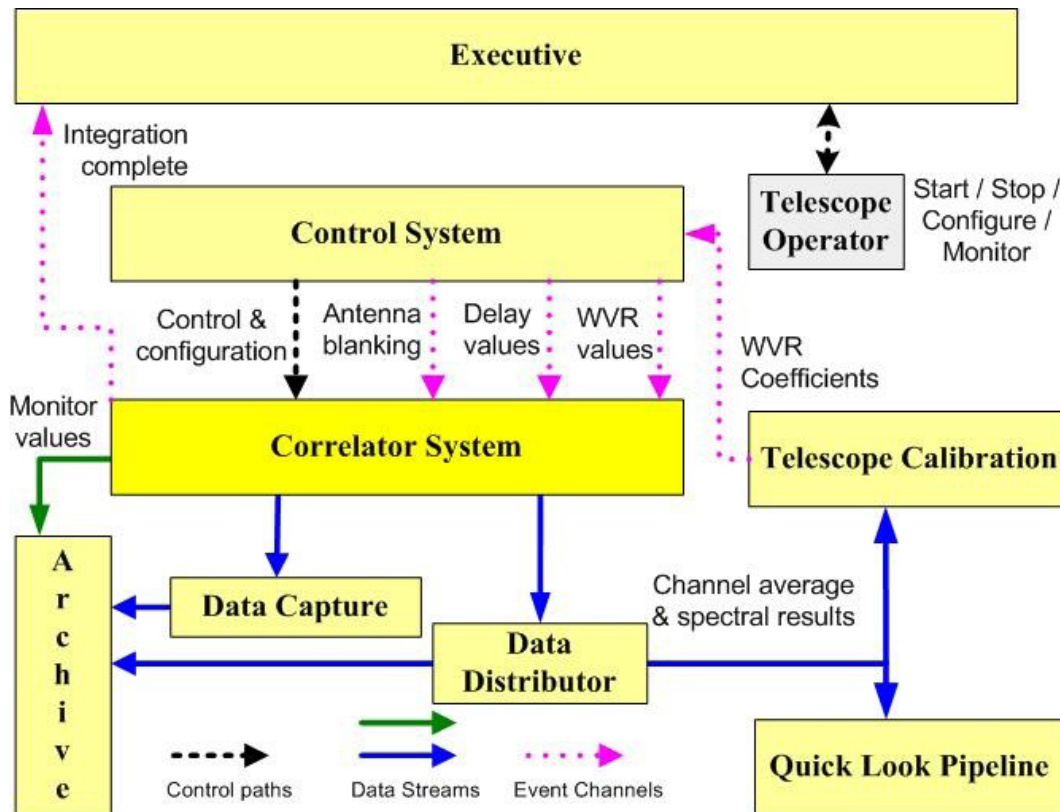 Executive
Integration
complete
Control System
Telescope
Operator
Start / Stop /
Configure /
Monitor
Control &
configuration
Antenna
blanking
Delay
values
WVR
values
WVR
Coefficients
Monitor
values
Correlator System
Telescope Calibration
A
r
c
h
i
v
e
Data Capture
Channel average
& spectral results
Data
Distributor
Quick Look Pipeline
Control paths
Data Streams
Event Channels